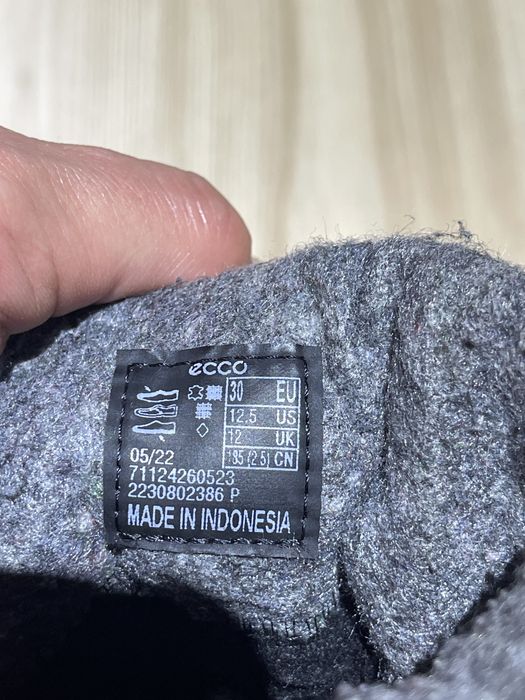 ecco
30 EU
12.5 US
12 UK
195 (2.5) CN
05/22
71124260523
2230802386 P
MADE IN INDONESIA